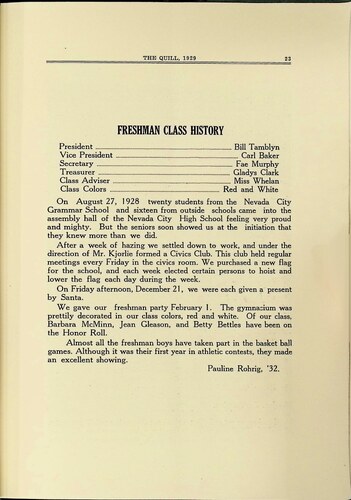 THE QUILL, 1929 23
FRESHMAN CLASS HISTORY
President Bill Tamblyn
Vice President Carl Baker
Secretary Fae Murphy
Treasurer Gladys Clark
Class Adviser Miss Whelan
Class Colors Red and White
On August 27, 1928 twenty students from the Nevada City
Grammar School and sixteen from outside schools came into the
assembly hall of the Nevada City High School feeling very proud
and mighty. But the seniors soon showed us at the initiation that
they knew more than we did.
After a week of hazing we settled down to work, and under the
direction of Mr. Kjorlie formed a Civics Club. This club held regular
meetings every Friday in the civics room. We purchased a new flag
for the school, and each week elected certain persons to hoist and
lower the flag each day during the week.
On Friday afternoon, December 21, we were each given a present
by Santa.
We gave our freshman party February 1. The gymnacium was
prettily decorated in our class colors, red and white. Of our class,
Barbara McMinn, Jean Gleason, and Betty Bettles have been on
the Honor Roll.
Almost all the freshman boys have taken part in the basket ball
games. Although it was their first year in athletic contests, they made
an excellent showing.
Pauline Rohrig, '32.